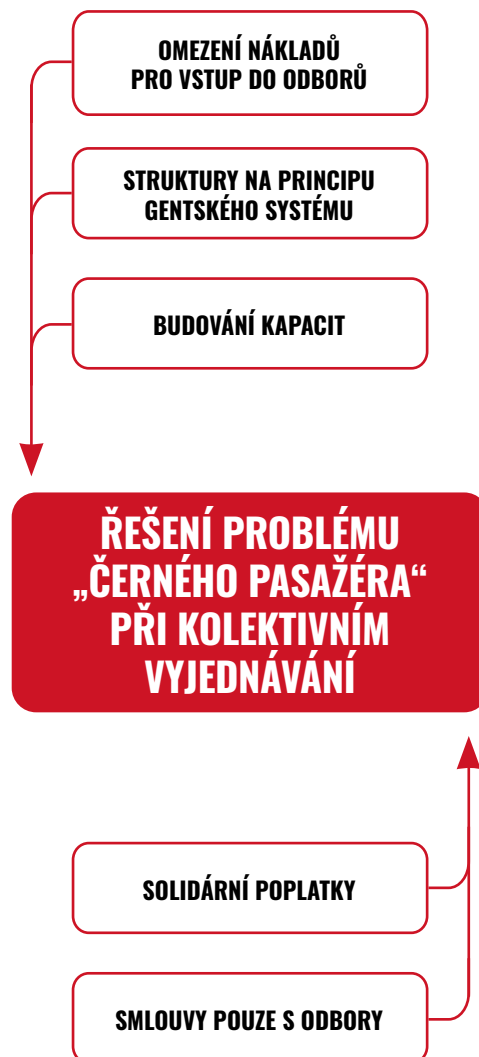 OMEZENÍ NÁKLADŮ
PRO VSTUP DO ODBORŮ
STRUKTURY NA PRINCIPU
GENTSKÉHO SYSTÉMU
BUDOVÁNÍ KAPACIT
ŘEŠENÍ PROBLÉMU
„ČERNÉHO PASAŽÉRA“
PŘI KOLEKTIVNÍM
VYJEDNÁVÁNÍ
SOLIDÁRNÍ POPLATKY
SMLOUVY POUZE S ODBORY